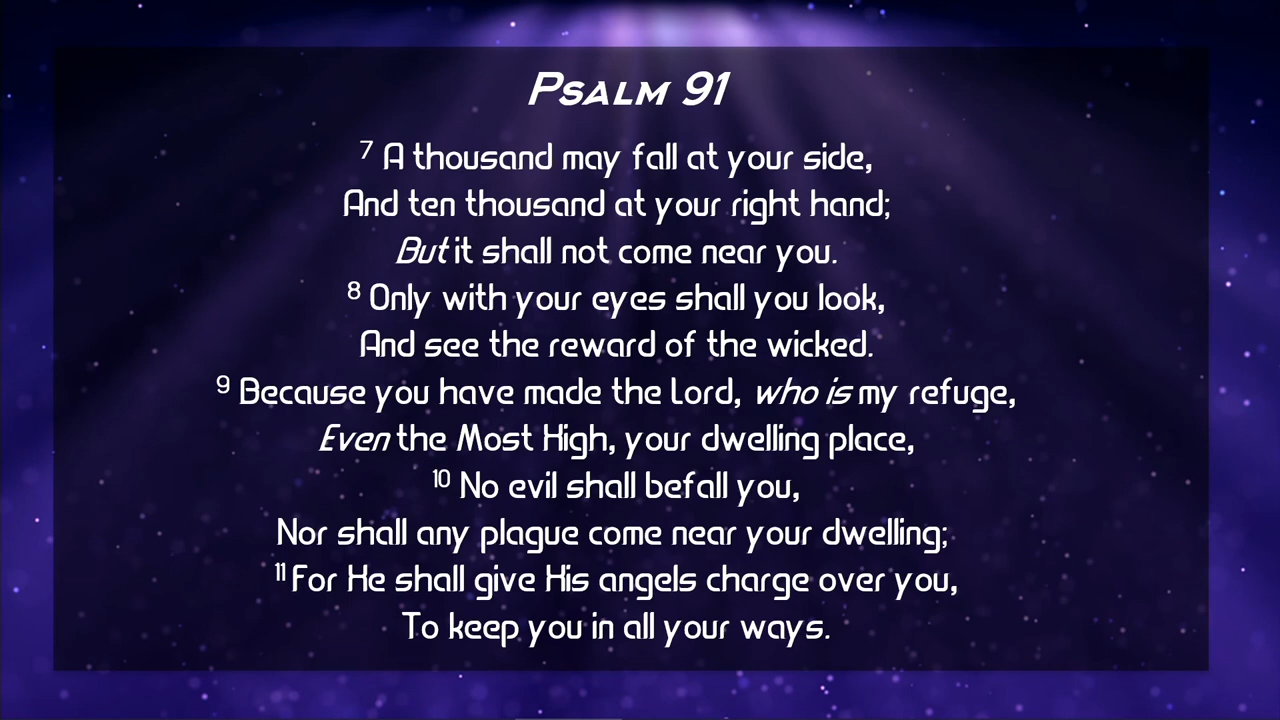 Psalm 91
7 A thousand may fall at your side,
And ten thousand at your right hand;
But it shall not come near you.
8 Only with your eyes shall you look,
And see the reward of the wicked.
9 Because you have made the Lord, who is my refuge,
Even the Most High, your dwelling place,
10 No evil shall befall you,
Nor shall any plague come near your dwelling;
11 For He shall give His angels charge over you,
To keep you in all your ways.